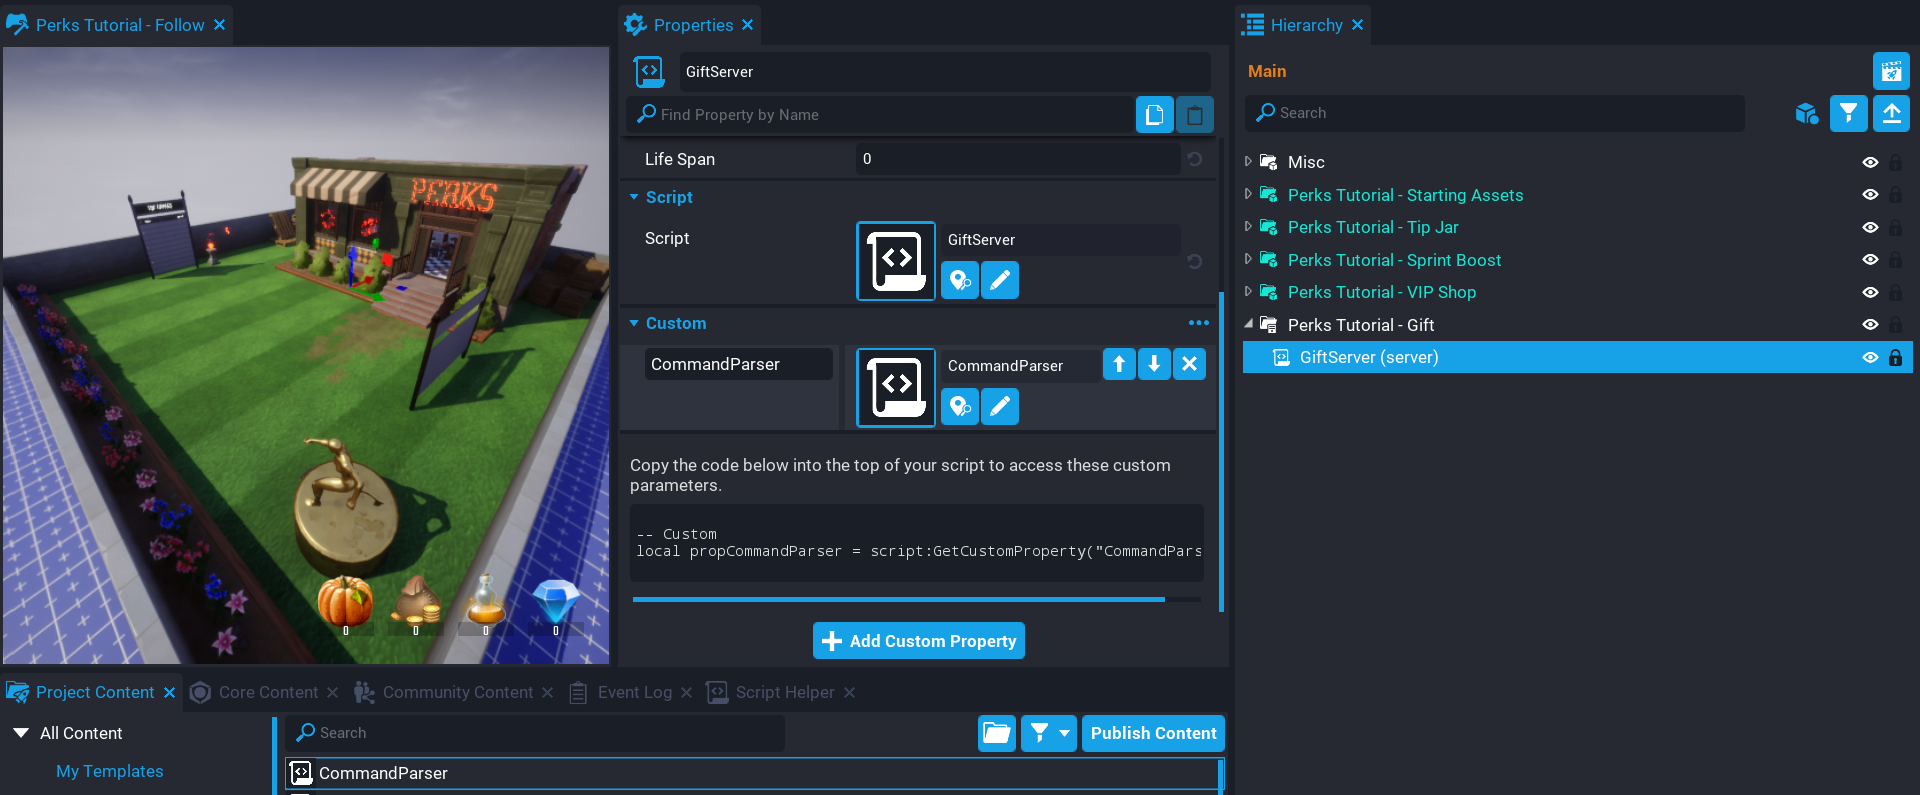 Perks Tutorial - Follow
PERKS
0 0 0 0
Properties
GiftServer
Find Property by Name
Life Span 0
Script
Script GiftServer
Custom
CommandParser CommandParser
Copy the code below into the top of your script to access these custom
parameters.
-- Custom
local propCommandParser = script:GetCustomProperty("CommandPars
Add Custom Property
Hierarchy
Main
Search
Misc
Perks Tutorial - Starting Assets
Perks Tutorial - Tip Jar
Perks Tutorial - Sprint Boost
Perks Tutorial - VIP Shop
Perks Tutorial - Gift
GiftServer (server)
Project Content Core Content Community Content Event Log Script Helper
All Content
My Templates
Search Publish Content
CommandParser